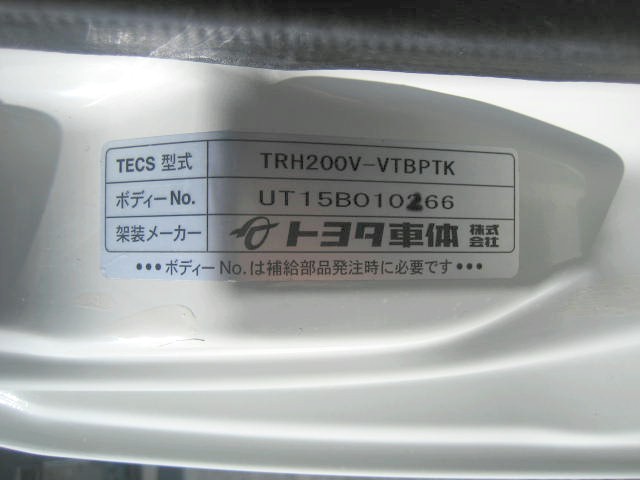 TECS 型式 TRH200V-VTBPTK
ボディーNo. UT15B010266
架装メーカー トヨタ車体 株式会社
•••ボディーNo.は補給部品発注時に必要です•••